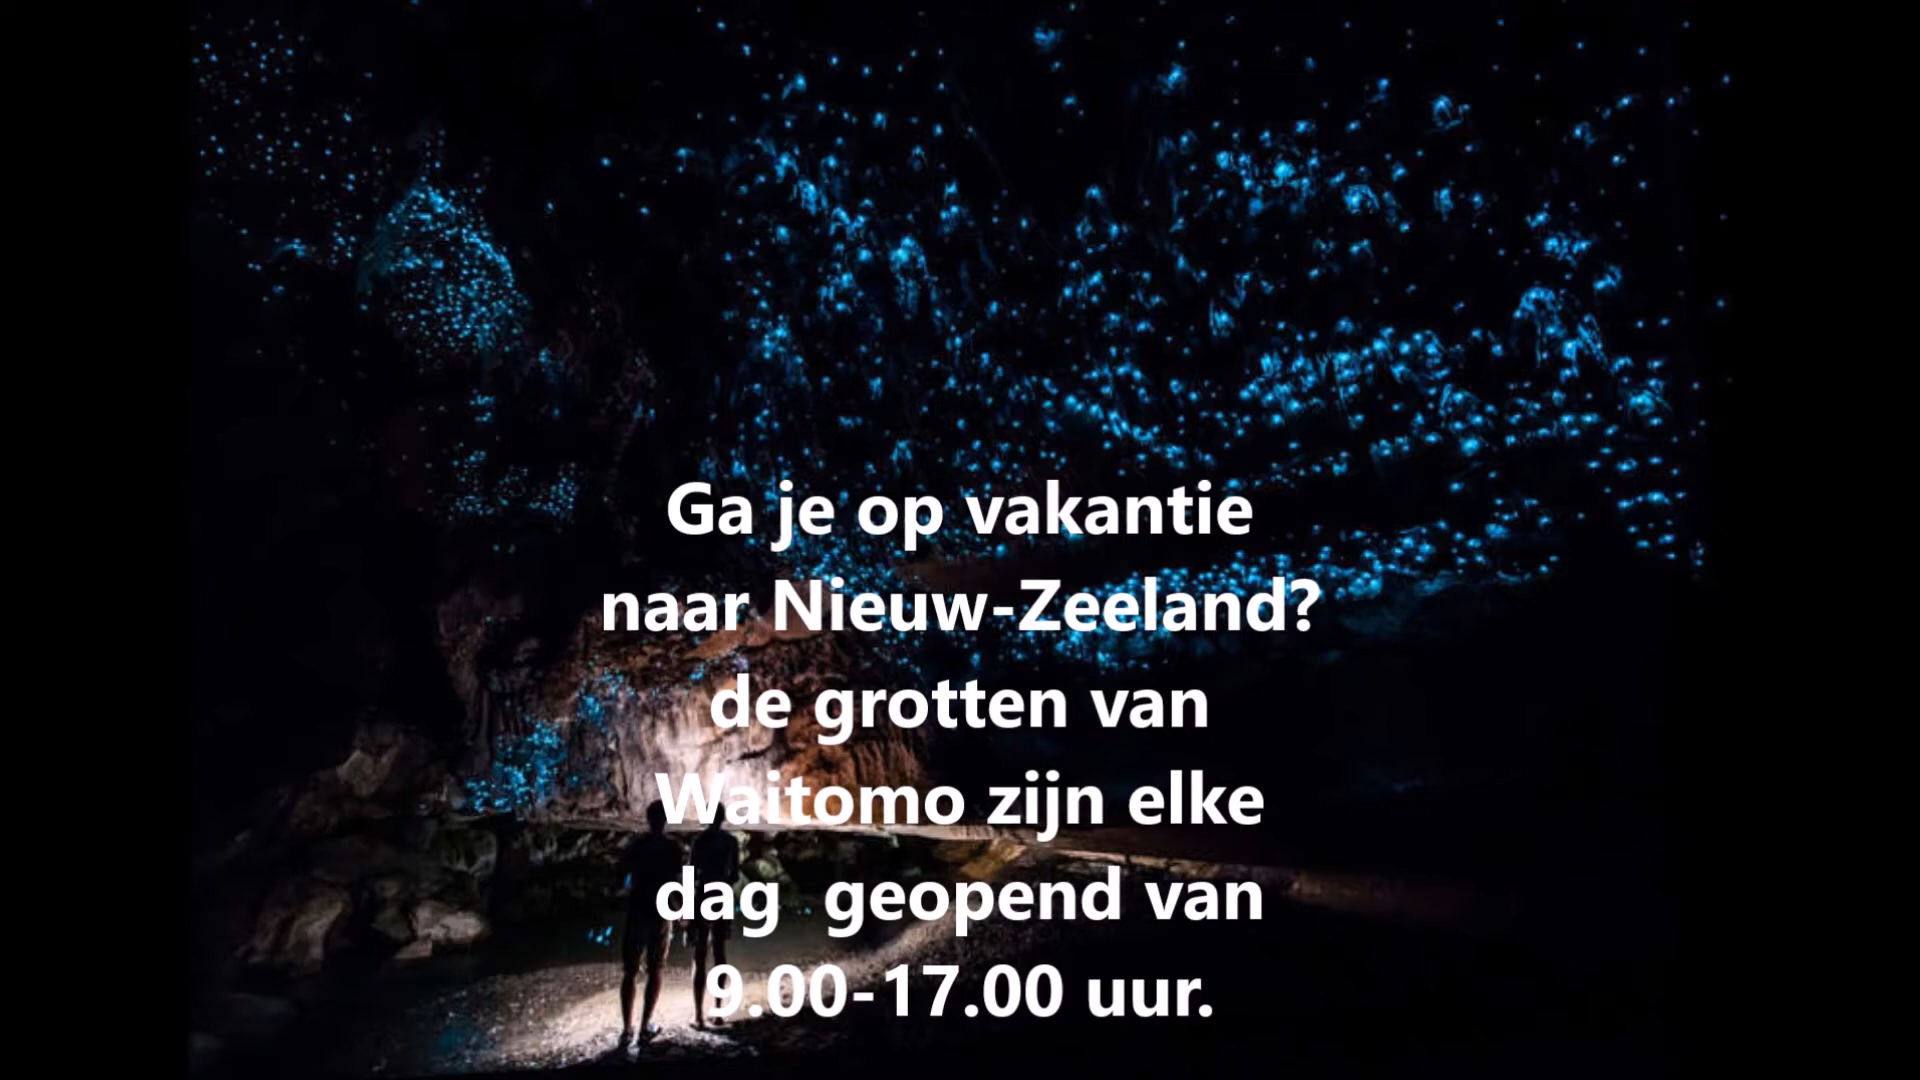 Ga je op vakantie
naar Nieuw-Zeeland?
de grotten van
Waitomo zijn elke
dag  geopend van
9.00-17.00 uur.